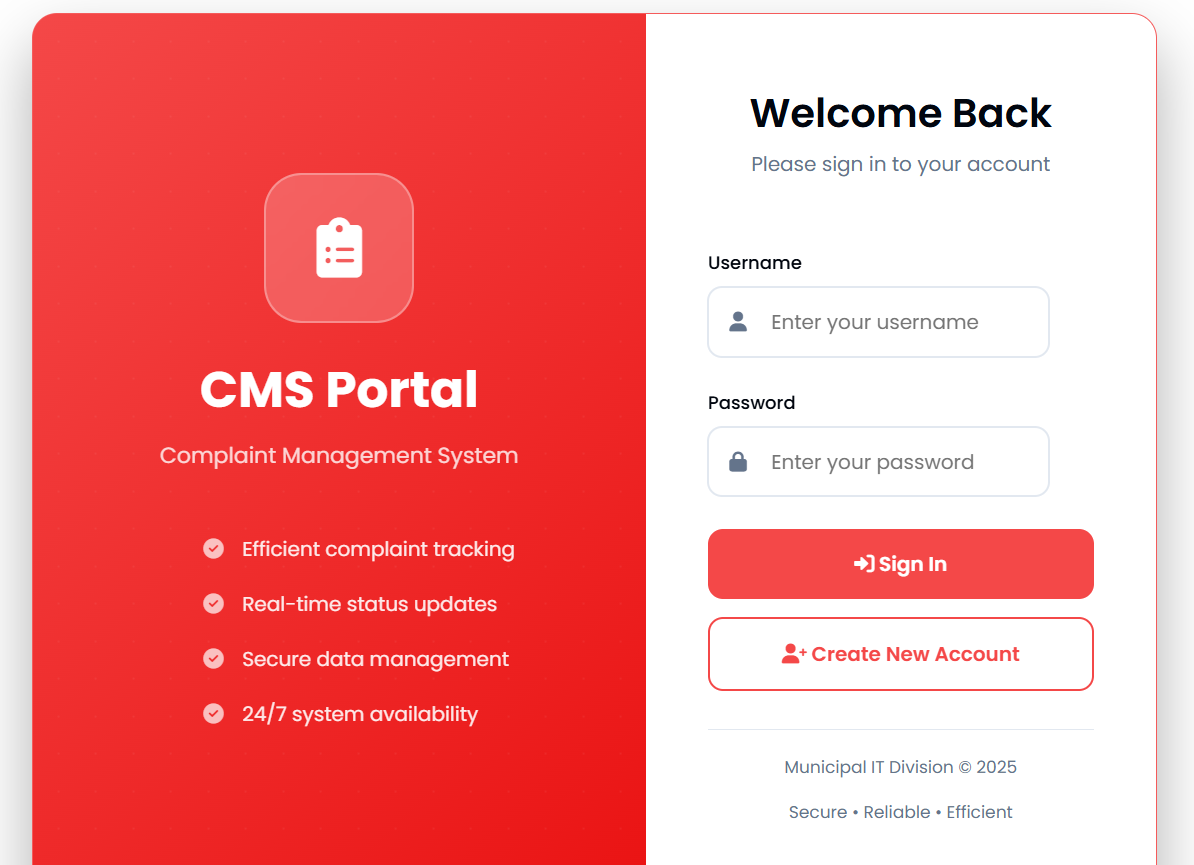 CMS Portal
Complaint Management System
Efficient complaint tracking
Real-time status updates
Secure data management
24/7 system availability
Welcome Back
Please sign in to your account
Username
Enter your username
Password
Enter your password
Sign In
Create New Account
Municipal IT Division © 2025
Secure • Reliable • Efficient